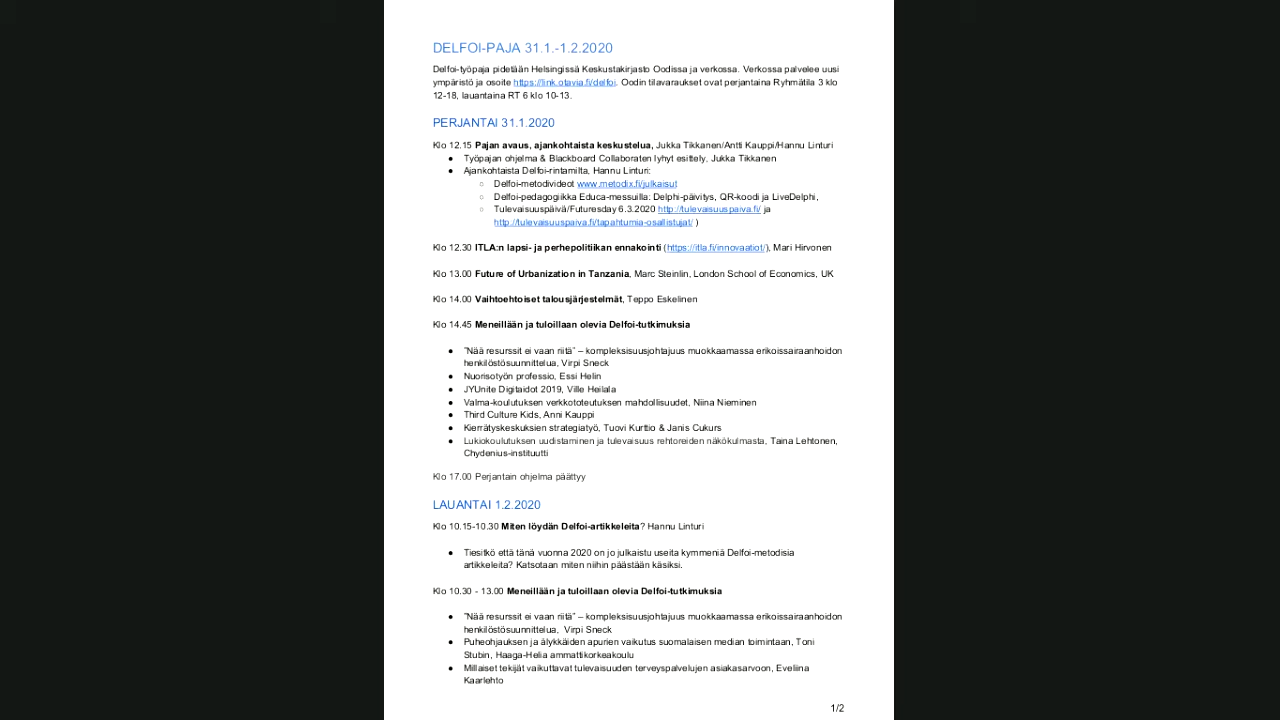 DELFOI-PAJA 31.1.-1.2.2020
Delfoi-työpaja pidetään Helsingissä Keskustakirjasto Oodissa ja verkossa. Verkossa palvelee uusi
ympäristö ja osoite https://link.otavia.fi/delfoi. Oodin tilavaraukset ovat perjantaina Ryhmätila 3 klo
12-18, lauantaina RT 6 klo 10-13.
PERJANTAI 31.1.2020
Klo 12.15 Pajan avaus, ajankohtaista keskustelua, Jukka Tikkanen/Antti Kauppi/Hannu Linturi
● Työpajan ohjelma & Blackboard Collaboraten lyhyt esittely, Jukka Tikkanen
● Ajankohtaista Delfoi-rintamilta, Hannu Linturi:
○ Delfoi-metodivideot www.metodix.fi/julkaisut
○ Delfoi-pedagogiikka Educa-messuilla: Delphi-päivitys, QR-koodi ja LiveDelphi,
○ Tulevaisuuspäivä/Futuresday 6.3.2020 http://tulevaisuuspaiva.fi/ ja
http://tulevaisuuspaiva.fi/tapahtumia-osallistujat/ )
Klo 12.30 ITLA:n lapsi- ja perhepolitiikan ennakointi (https://itla.fi/innovaatiot/), Mari Hirvonen
Klo 13.00 Future of Urbanization in Tanzania, Marc Steinlin, London School of Economics, UK
Klo 14.00 Vaihtoehtoiset talousjärjestelmät, Teppo Eskelinen
Klo 14.45 Meneillään ja tuloillaan olevia Delfoi-tutkimuksia
● ”Nää resurssit ei vaan riitä” – kompleksisuusjohtajuus muokkaamassa erikoissairaanhoidon
henkilöstösuunnittelua, Virpi Sneck
● Nuorisotyön professio, Essi Helin
● JYUnite Digitaidot 2019, Ville Heilala
● Valma-koulutuksen verkkototeutuksen mahdollisuudet, Niina Nieminen
● Third Culture Kids, Anni Kauppi
● Kierrätyskeskuksien strategiatyö, Tuovi Kurttio & Janis Cukurs
● Lukiokoulutuksen uudistaminen ja tulevaisuus rehtoreiden näkökulmasta, Taina Lehtonen,
Chydenius-instituutti
Klo 17.00 Perjantain ohjelma päättyy
LAUANTAI 1.2.2020
Klo 10.15-10.30 Miten löydän Delfoi-artikkeleita? Hannu Linturi
● Tiesitkö että tänä vuonna 2020 on jo julkaistu useita kymmeniä Delfoi-metodisia
artikkeleita? Katsotaan miten niihin päästään käsiksi.
Klo 10.30 - 13.00 Meneillään ja tuloillaan olevia Delfoi-tutkimuksia
● ”Nää resurssit ei vaan riitä” – kompleksisuusjohtajuus muokkaamassa erikoissairaanhoidon
henkilöstösuunnittelua, Virpi Sneck
● Puheohjauksen ja älykkäiden apurien vaikutus suomalaisen median toimintaan, Toni
Stubin, Haaga-Helia ammattikorkeakoulu
● Millaiset tekijät vaikuttavat tulevaisuuden terveyspalvelujen asiakasarvoon, Eveliina
Kaarlehto
1/2